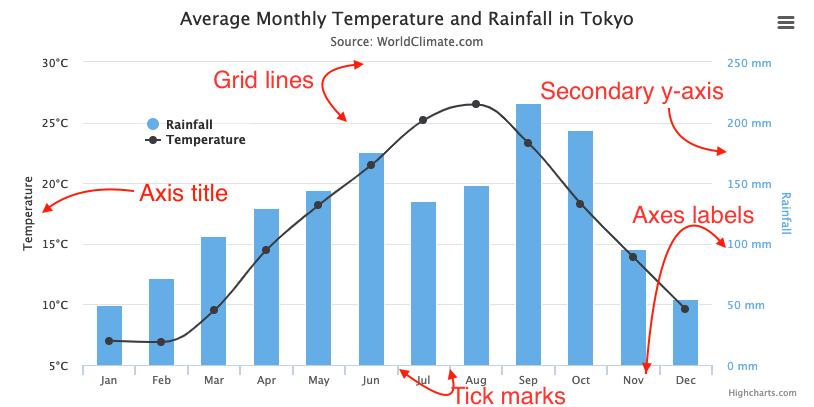 Average Monthly Temperature and Rainfall in Tokyo
Source: WorldClimate.com
30°C
250 mm
Grid lines
Secondary y-axis
25°C
Rainfall
200 mm
Temperature
20°C
Axis title
150 mm
Temperature
Rainfall
Axes labels
15°C
100 mm
10°C
50 mm
5°C
0 mm
Jan Feb Mar Apr May Jun Jul Aug Sep Oct Nov Dec
Tick marks
Highcharts.com